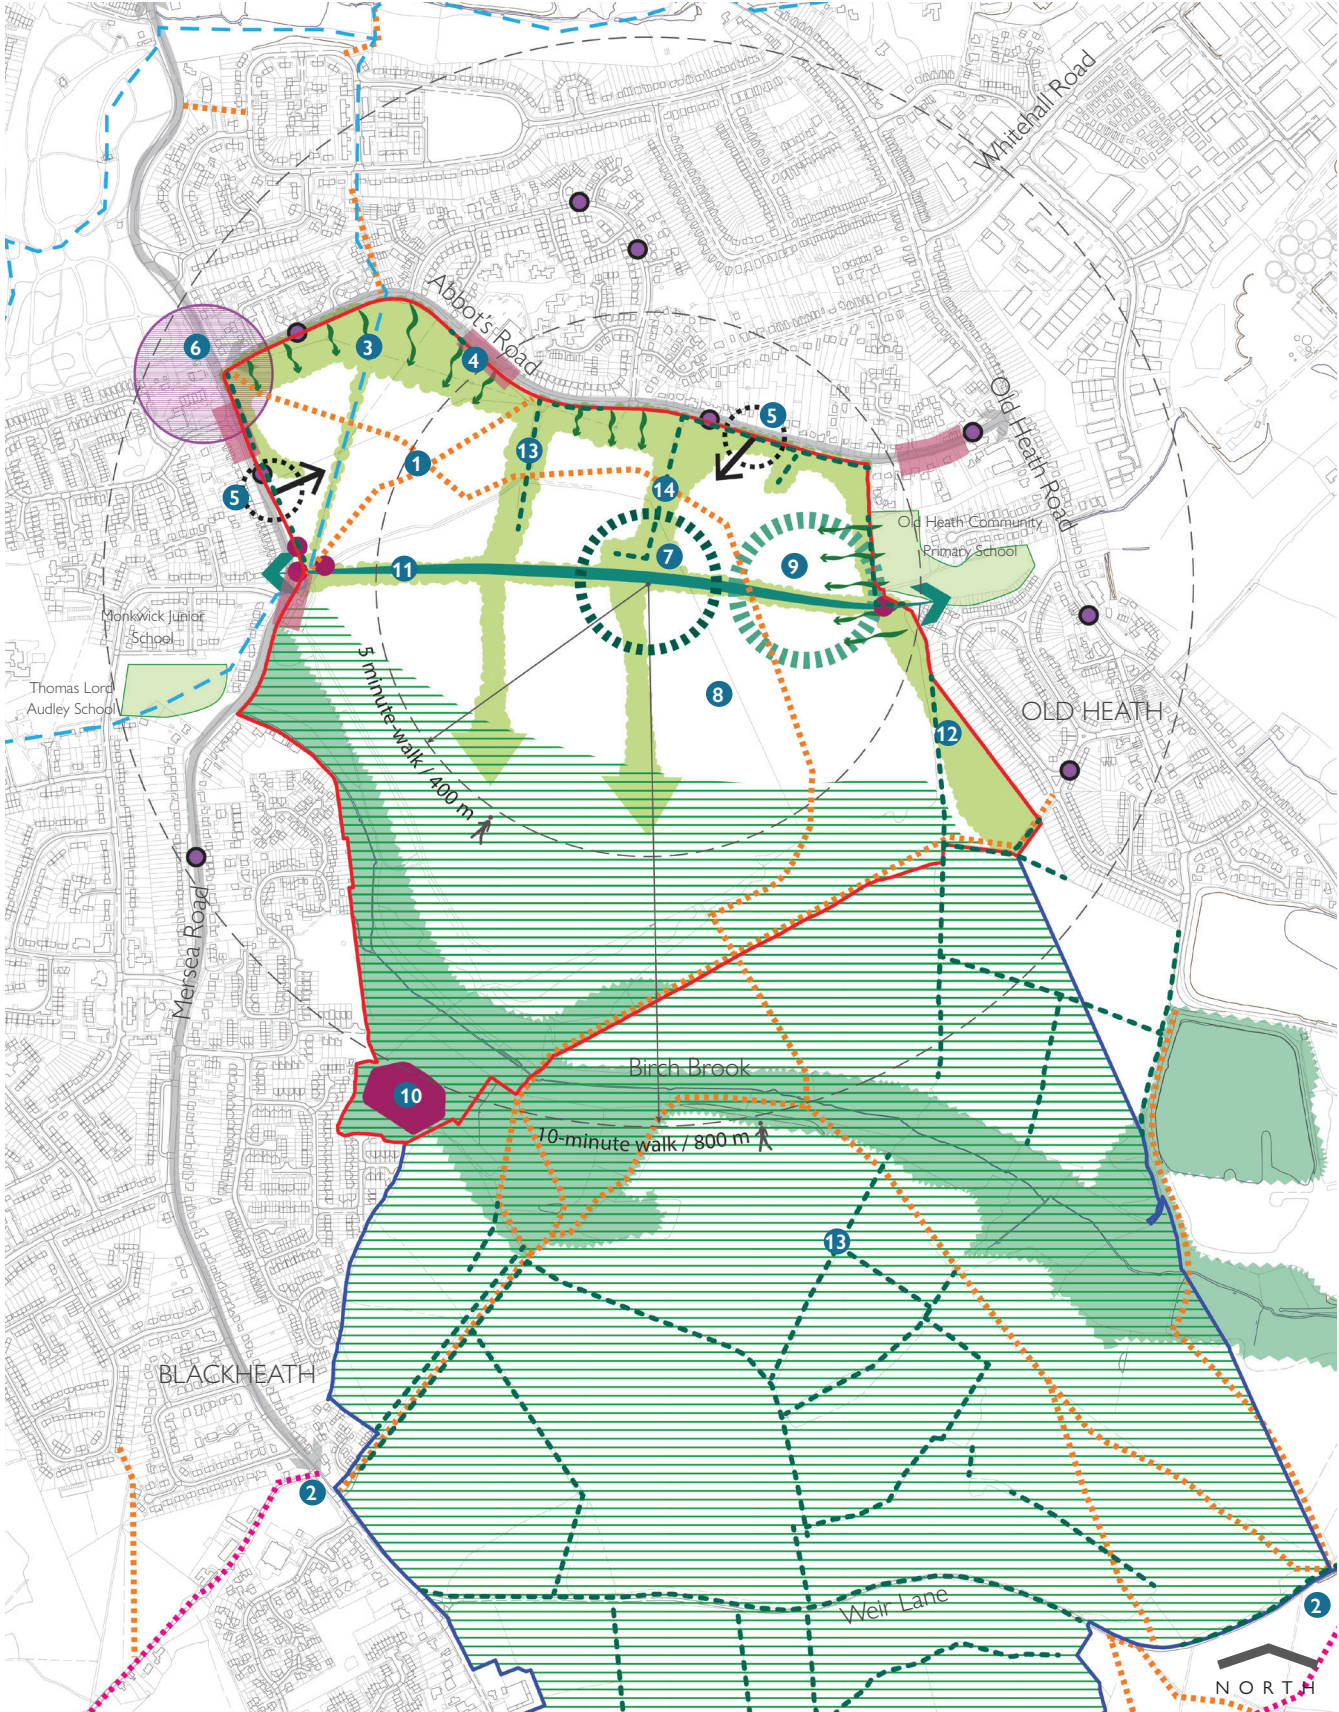 Whitehall Road
Abbot's Road
6
3
4
5
Old Heath Road
1
13
5
14
Old Heath Community
Primary School
7
9
11
Monkwick Junior
School
Thomas Lord
Audley School
5 minute-walk / 400 m
8
OLD HEATH
12
Mersea Road
Birch Brook
10
10-minute walk / 800 m
13
BLACKHEATH
2
Weir Lane
2
NORTH